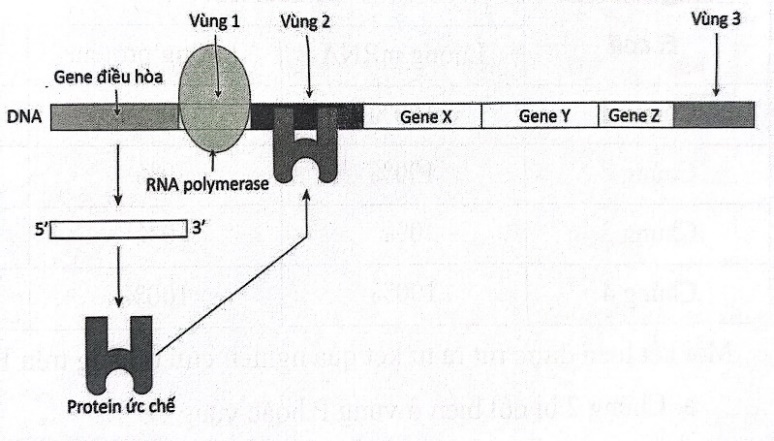 Vùng 1
Vùng 2
Vùng 3
Gene điều hòa
DNA
Gene X
Gene Y
Gene Z
RNA polymerase
5’
3’
Protein ức chế